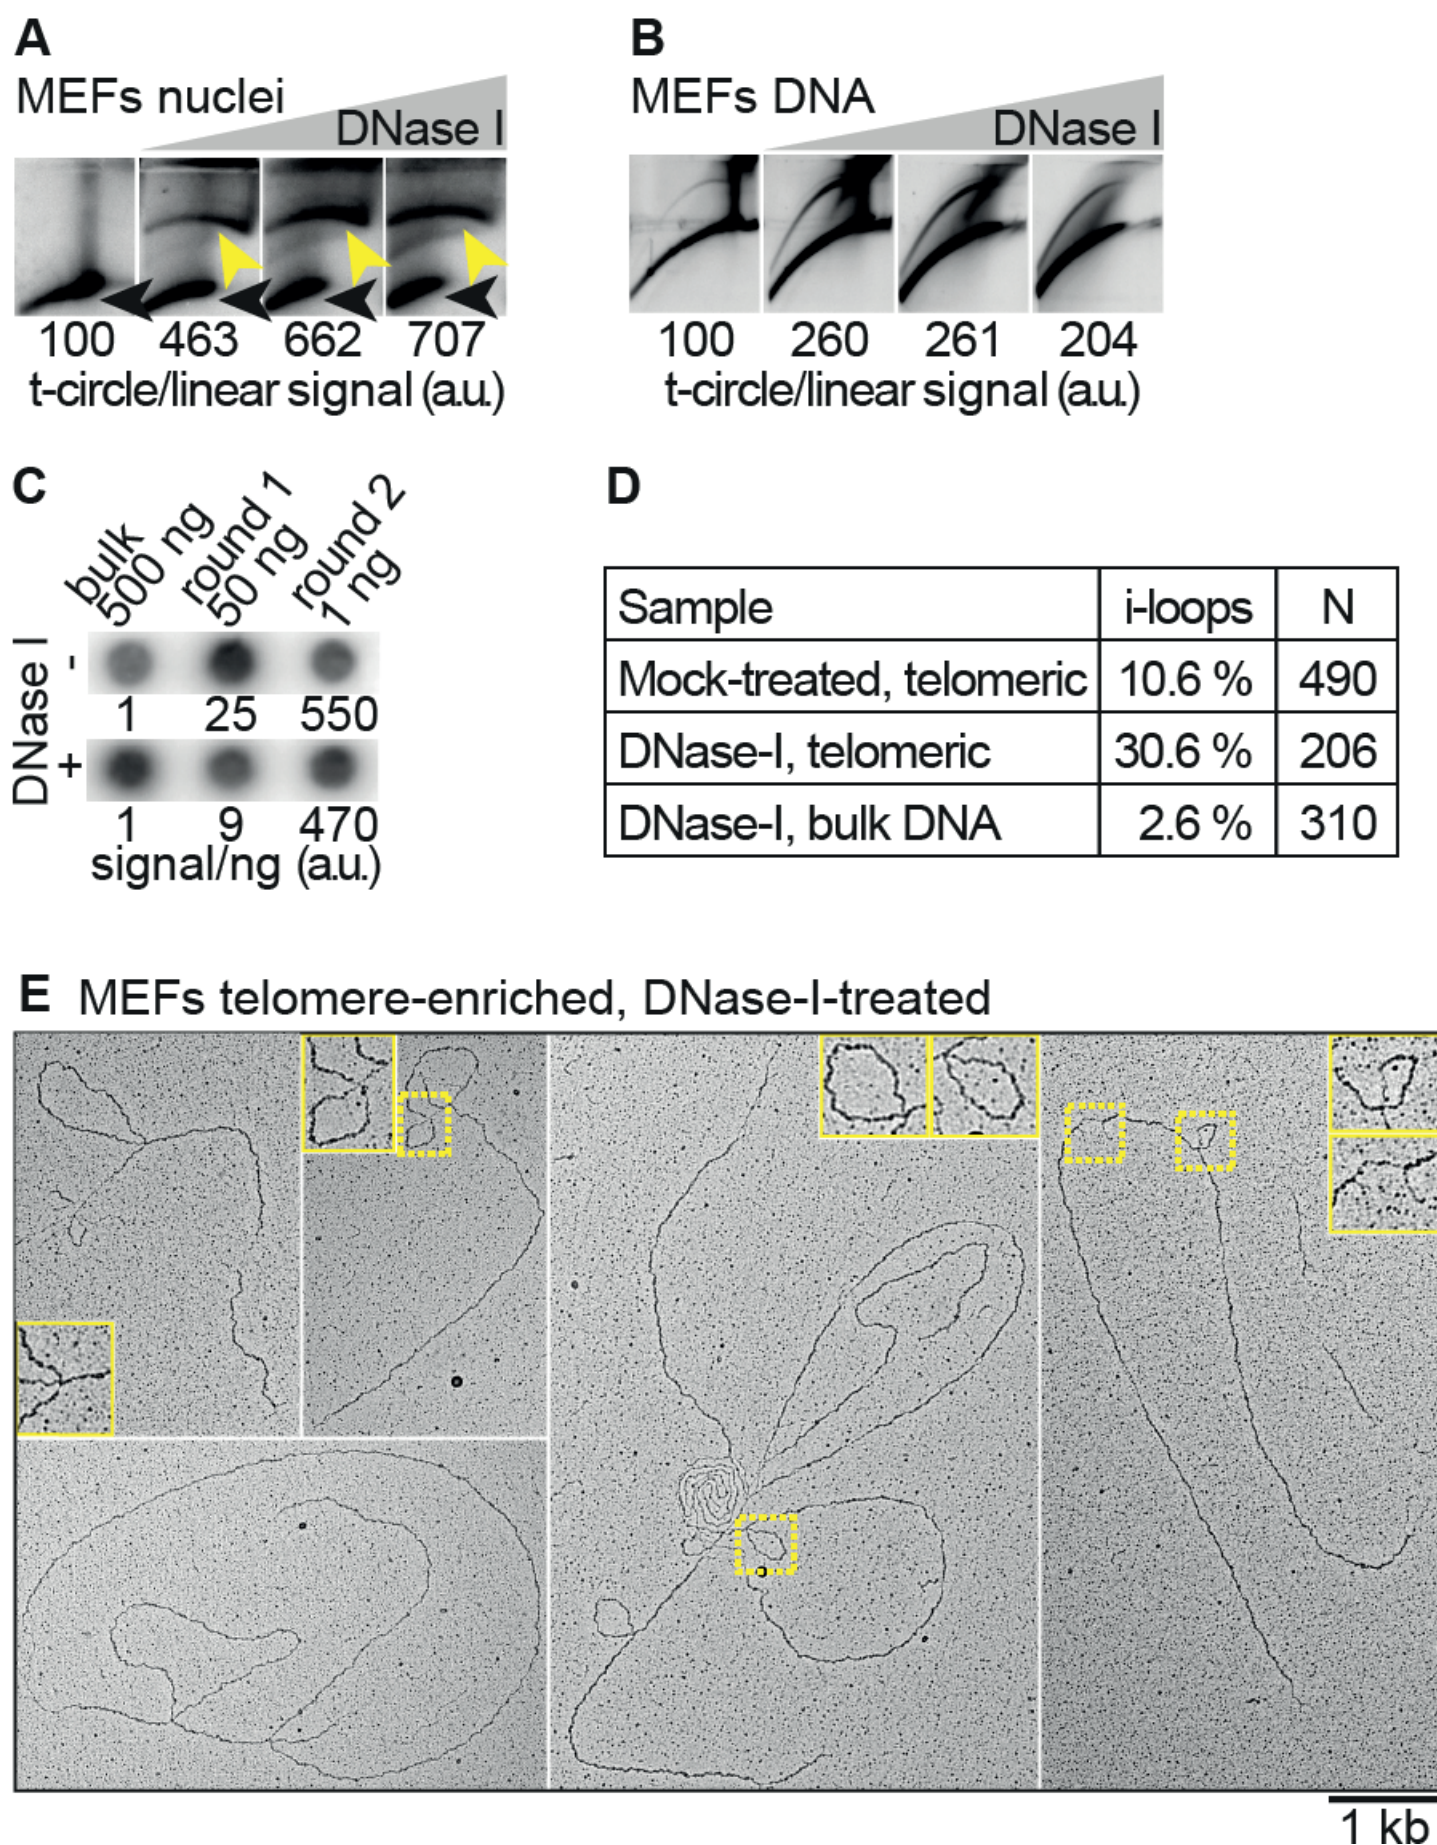 A
MEFs nuclei
DNase I
100 463 662 707
t-circle/linear signal (a.u.)
B
MEFs DNA
DNase I
100 260 261 204
t-circle/linear signal (a.u.)
C
bulk
500 ng
round 1
50 ng
round 2
1 ng
DNase I
-
1 25 550
+
1 9 470
signal/ng (a.u.)
D
Sample i-loops N
Mock-treated, telomeric 10.6 % 490
DNase-I, telomeric 30.6 % 206
DNase-I, bulk DNA 2.6 % 310
E MEFs telomere-enriched, DNase-I-treated
1 kb